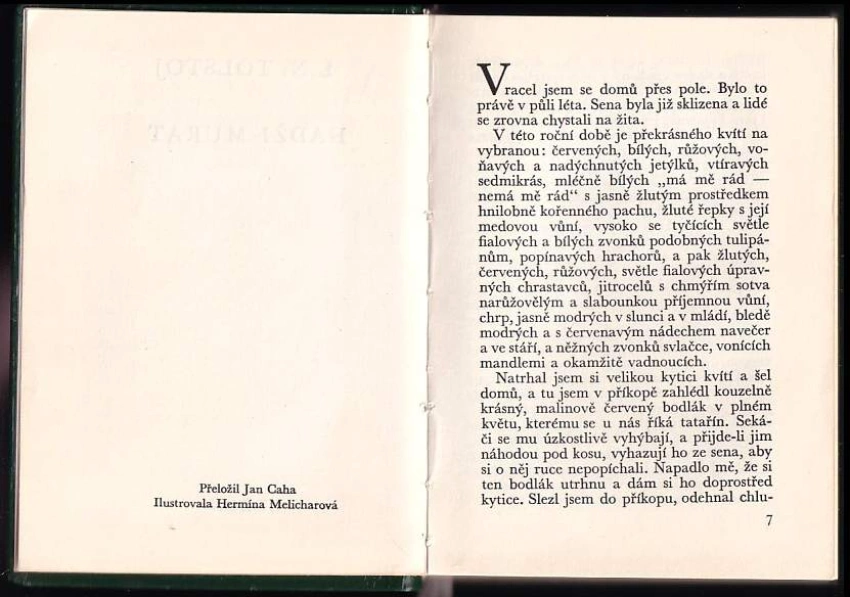 L. N. TOLSTOJ
HADŽI-MURAT
Přeložil Jan Caha
Ilustrovala Hermína Melicharová
Vracel jsem se domů přes pole. Bylo to
právě v půli léta. Sena byla již sklizena a lidé
se zrovna chystali na žita.
V této roční době je překrásného kvítí na
vybranou: červených, bílých, růžových, vo-
ňavých a nadýchnutých jetýlků, vtíravých
sedmikrás, mléčně bílých „má mě rád —
nemá mě rád“ s jasně žlutým prostředkem
hnilobně kořenného pachu, žluté řepky s její
medovou vůní, vysoko se tyčících světle
fialových a bílých zvonků podobných tulipá-
nům, popínavých hrachorů, a pak žlutých,
červených, růžových, světle fialových úprav-
ných chrastavců, jitrocelů s chmýřím sotva
narůžovělým a slabounkou příjemnou vůní,
chrp, jasně modrých v slunci a v mládí, bledě
modrých a s červenavým nádechem navečer
a ve stáří, a něžných zvonků svlačce, vonících
mandlemi a okamžitě vadnoucích.
Natrhal jsem si velikou kytici kvítí a šel
domů, a tu jsem v příkopě zahlédl kouzelně
krásný, malinově červený bodlák v plném
květu, kterému se u nás říká tatařín. Seká-
či se mu úzkostlivě vyhýbají, a přijde-li jim
náhodou pod kosu, vyhazují ho ze sena, aby
si o něj ruce nepopíchali. Napadlo mě, že si
ten bodlák utrhnu a dám si ho doprostřed
kytice. Slezl jsem do příkopu, odehnal chlu-
7